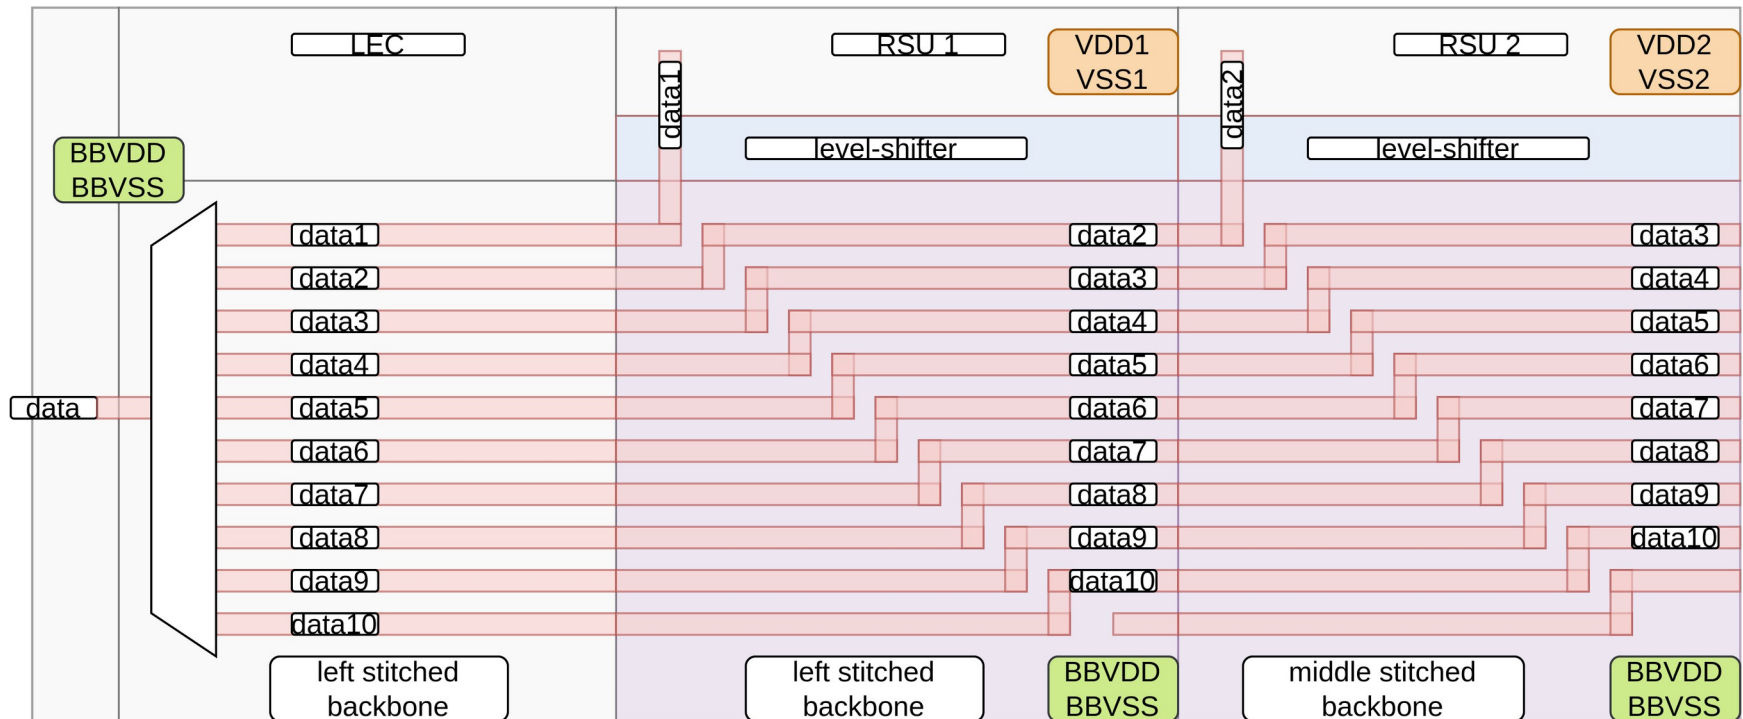 LEC
RSU 1
VDD1
VSS1
RSU 2
VDD2
VSS2
data1
data2
BBVDD
BBVSS
level-shifter
level-shifter
data1
data2
data3
data2
data3
data4
data3
data4
data5
data4
data5
data6
data
data5
data6
data7
data6
data7
data8
data7
data8
data9
data8
data9
data10
data9
data10
data10
left stitched
backbone
left stitched
backbone
BBVDD
BBVSS
middle stitched
backbone
BBVDD
BBVSS